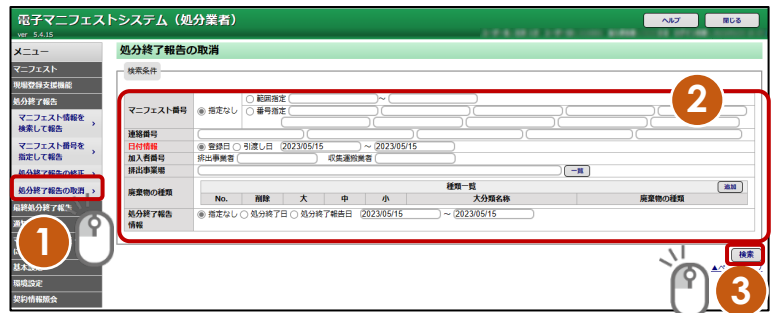 電子マニフェストシステム（処分業者）
ver 5.4.15
ヘルプ
閉じる
メニュー
マニフェスト
現場登録支援機能
処分終了報告
マニフェスト情報を
検索して報告
マニフェスト番号を
指定して報告
処分終了報告の修正
処分終了報告の取消
最終処分終了報告
1
基本設定
環境設定
契約情報照会
処分終了報告の取消
検索条件
2
マニフェスト番号 指定なし 範囲指定 ～
番号指定
連絡番号
日付情報 登録日 引渡し日 2023/05/15 ～ 2023/05/15
加入者番号 排出事業者 収集運搬業者
排出事業場 一覧
廃棄物の種類 種類一覧 追加
No. 削除 大 中 小 大分類名称 廃棄物の種類
処分終了報告
情報
指定なし 処分終了日 処分終了報告日 2023/05/15 ～ 2023/05/15
検索
3